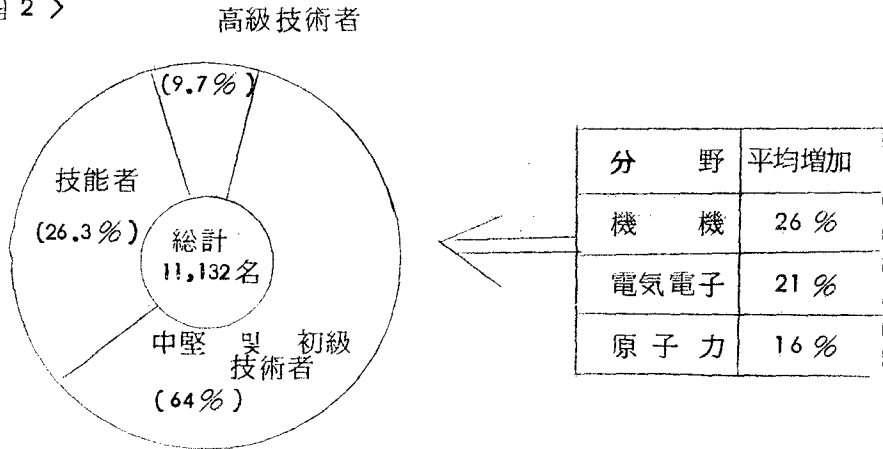 2 >
高級技術者
(9.7%)
技能者
(26.3%)
総計
11,132名
中堅 및 初級
技術者
(64%)
分 野 平均増加
機 機 26 %
電気電子 21 %
原 子 力 16 %